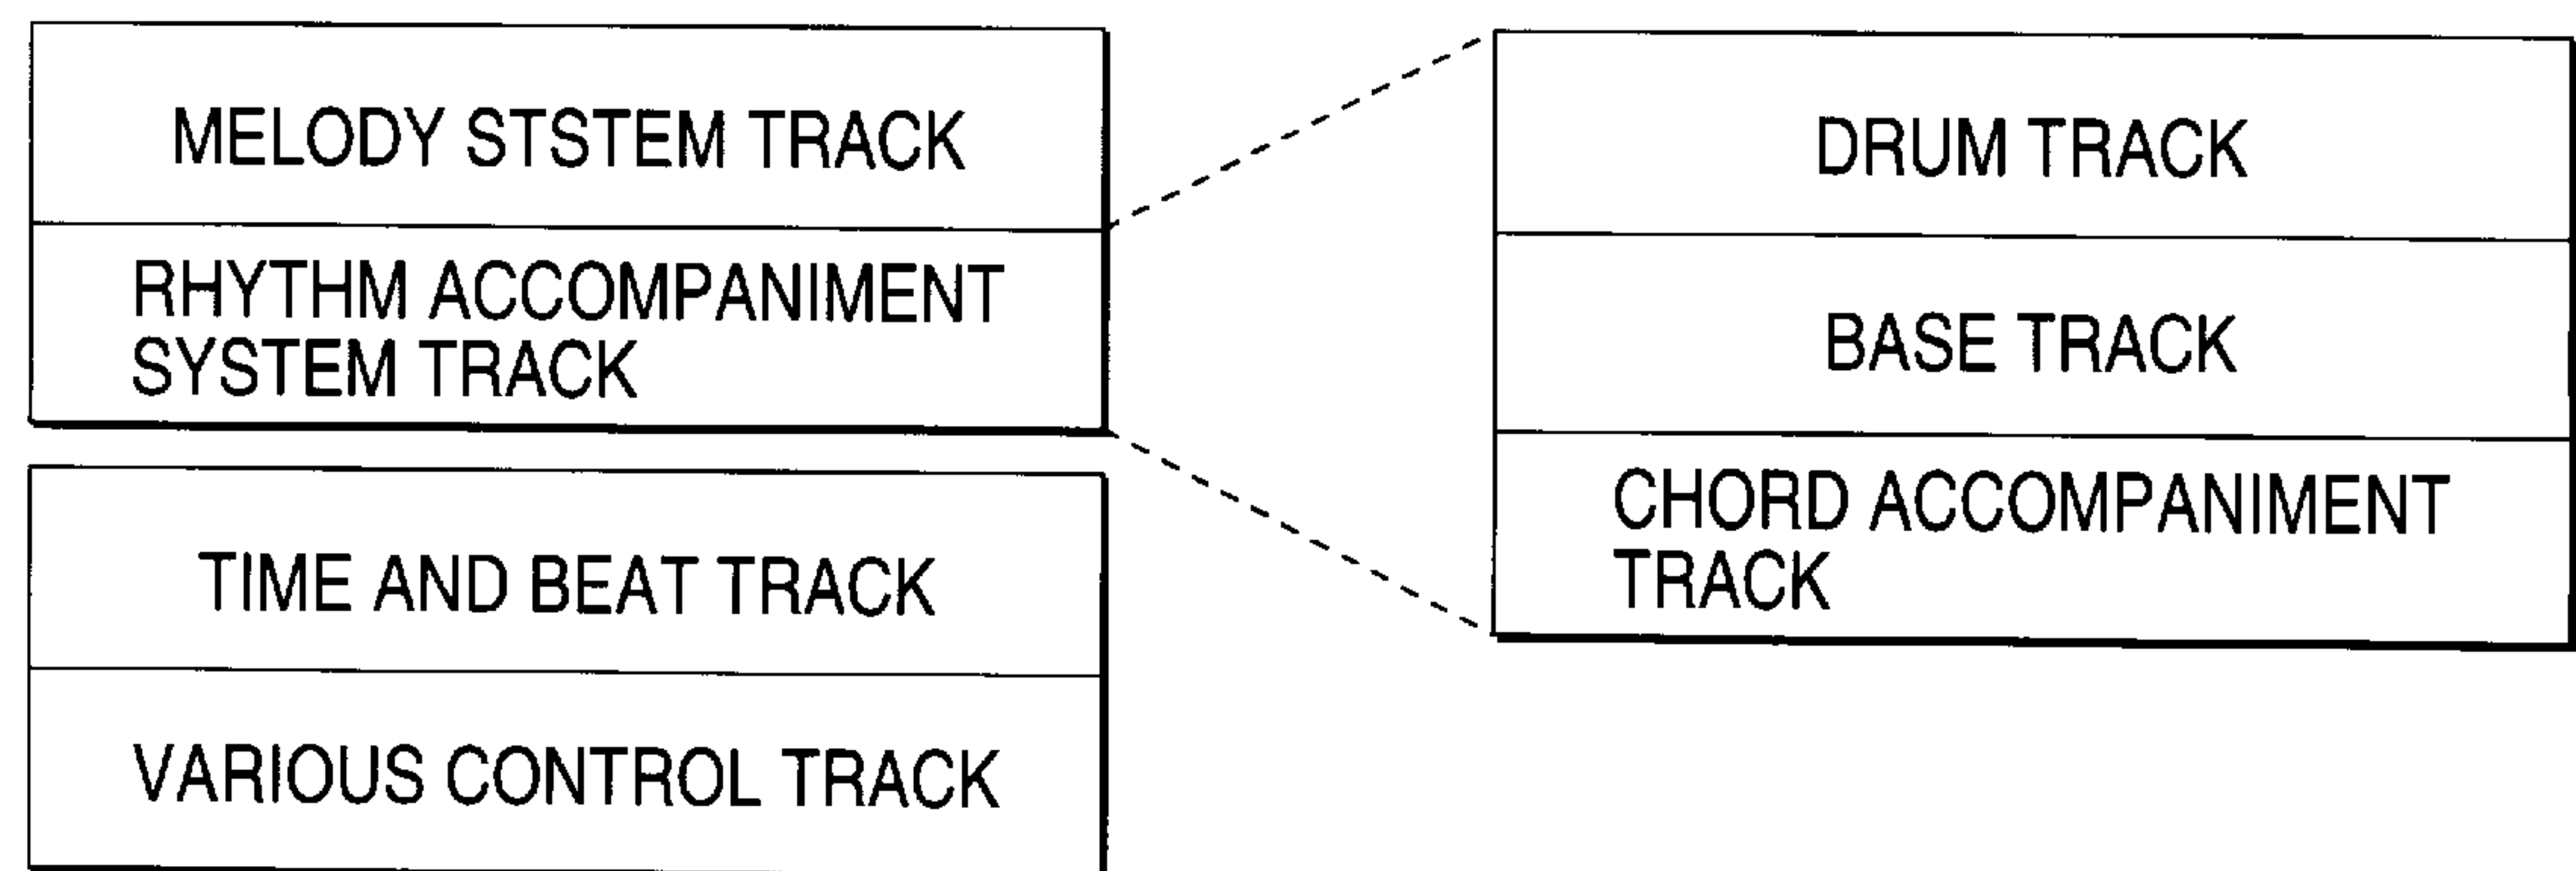 MELODY STSTEM TRACK
RHYTHM ACCOMPANIMENT
SYSTEM TRACK
TIME AND BEAT TRACK
VARIOUS CONTROL TRACK
DRUM TRACK
BASE TRACK
CHORD ACCOMPANIMENT
TRACK